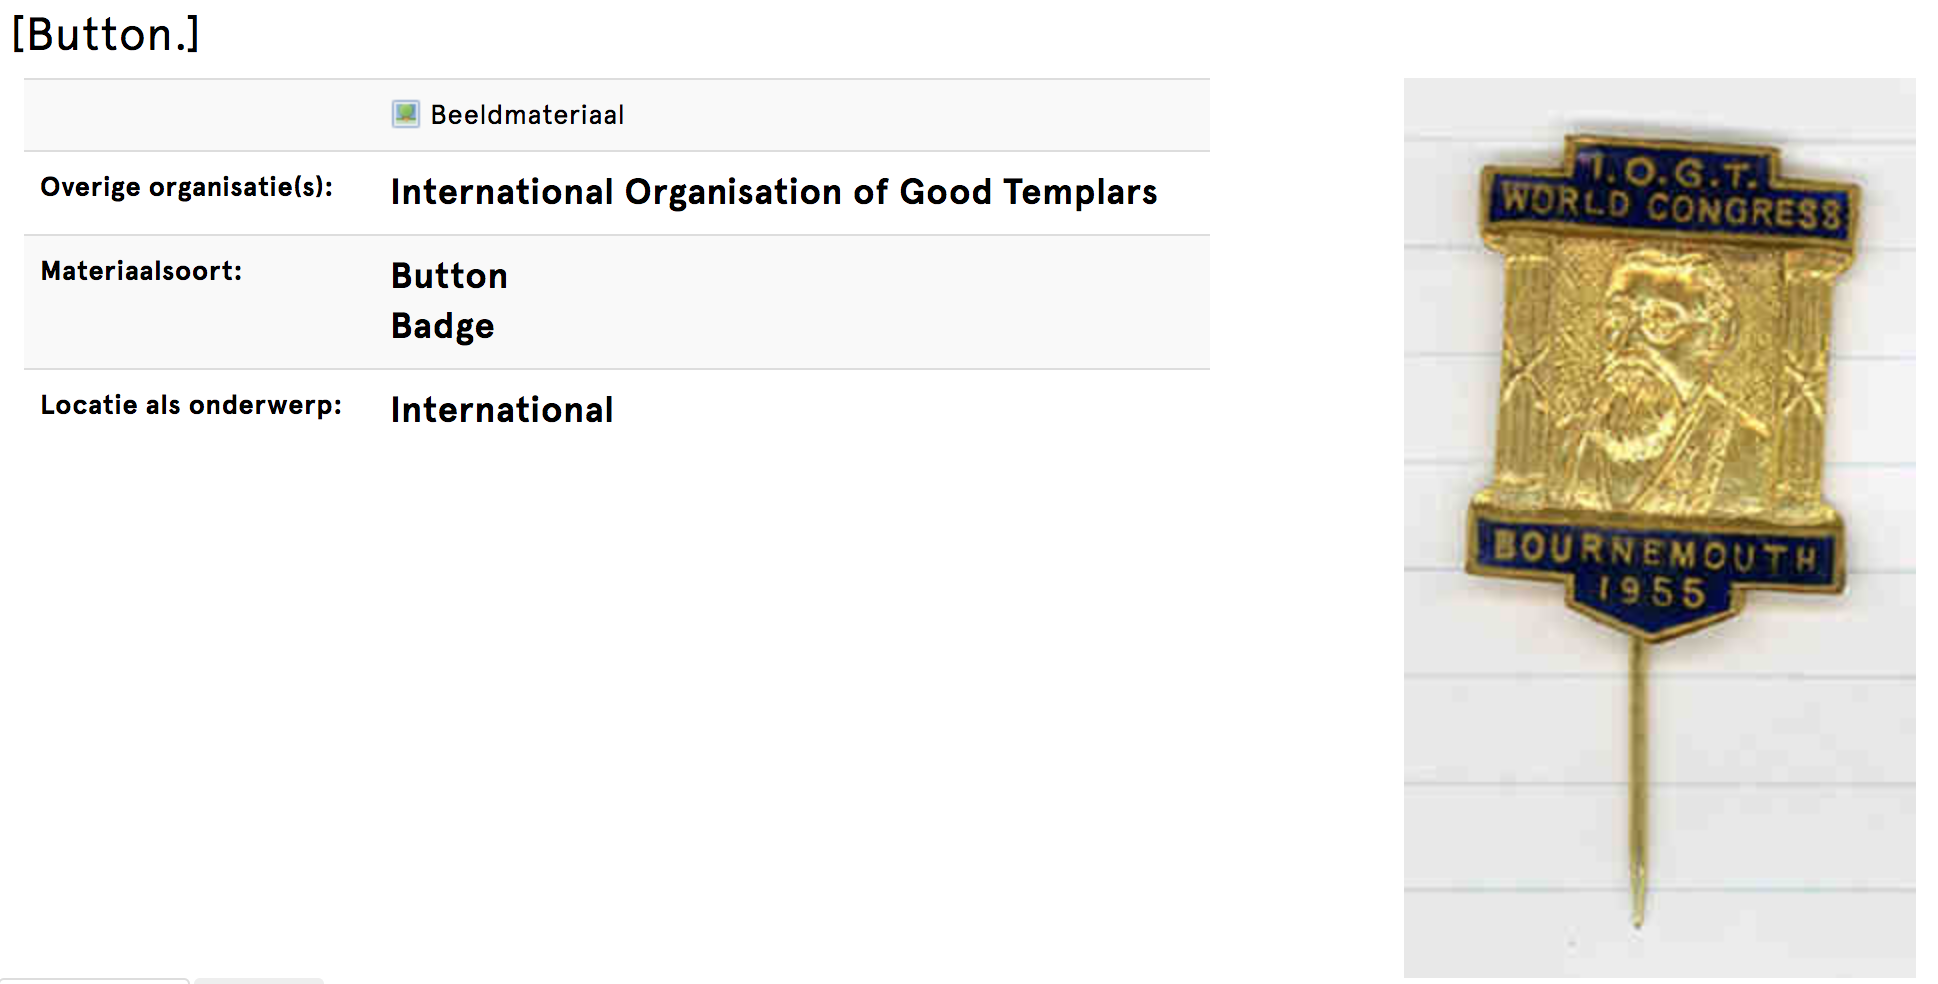 [Button.]
Beeldmateriaal
Overige organisatie(s):
International Organisation of Good Templars
Materiaalsoort:
Button
Badge
Locatie als onderwerp:
International
I.O.G.T.
WORLD CONGRESS
BOURNEMOUTH
1955